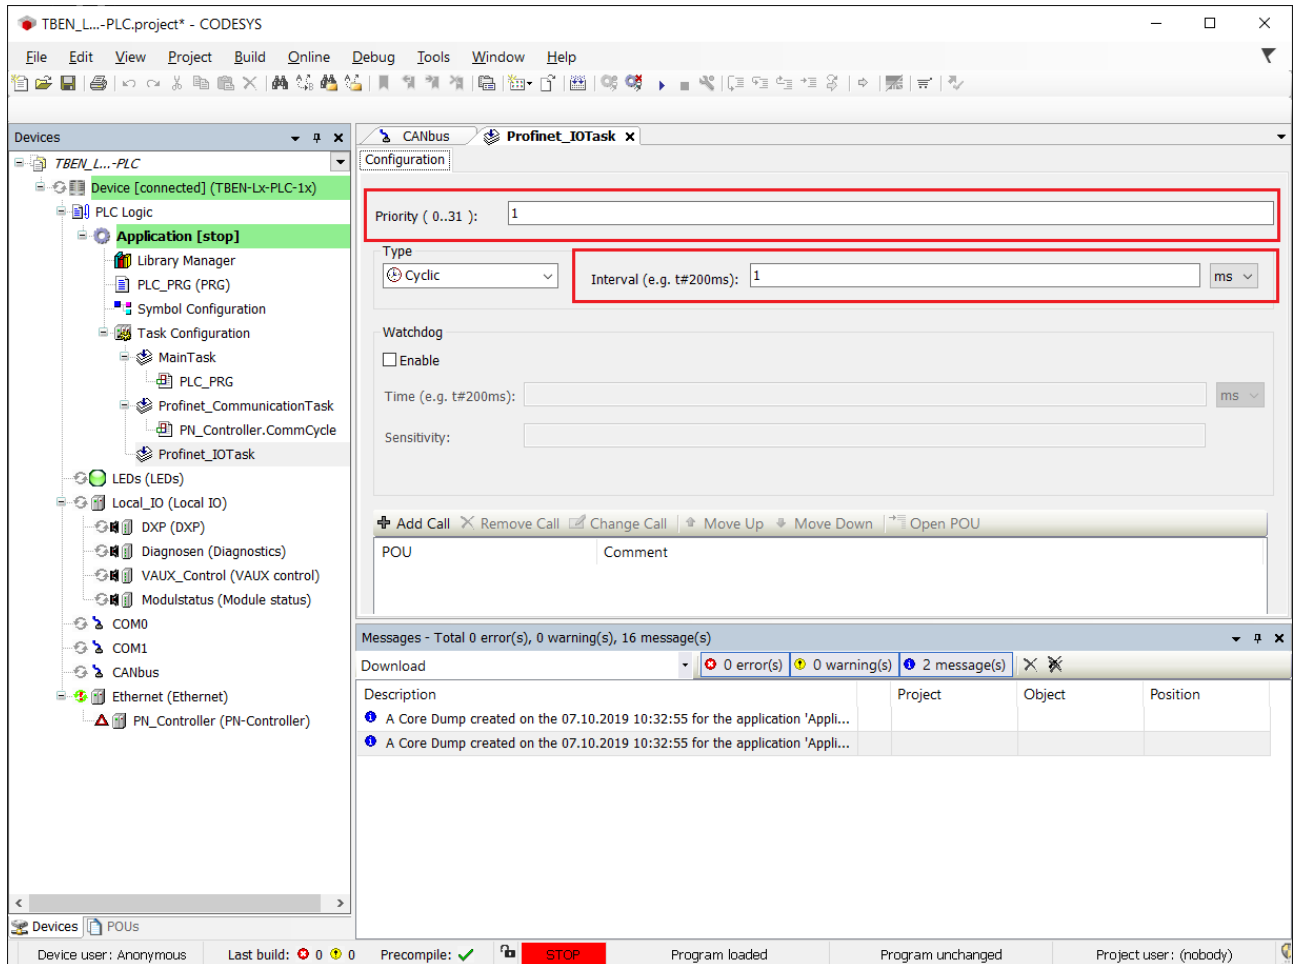 TBEN_L...-PLC.project* - CODESYS
File Edit View Project Build Online Debug Tools Window Help
Devices
TBEN_L...-PLC
Device [connected] (TBEN-Lx-PLC-1x)
PLC Logic
Application [stop]
Library Manager
PLC_PRG (PRG)
Symbol Configuration
Task Configuration
MainTask
PLC_PRG
Profinet_CommunicationTask
PN_Controller.CommCycle
Profinet_IOTask
LEDs (LEDs)
Local_IO (Local IO)
DXP (DXP)
Diagnosen (Diagnostics)
VAUX_Control (VAUX control)
Modulstatus (Module status)
COM0
COM1
CANbus
Ethernet (Ethernet)
PN_Controller (PN-Controller)
Devices POUs
CANbus Profinet_IOTask
Configuration
Priority ( 0..31 ): 1
Type
Cyclic
Interval (e.g. t#200ms): 1 ms
Watchdog
Enable
Time (e.g. t#200ms): ms
Sensitivity:
Add Call Remove Call Change Call Move Up Move Down Open POU
POU Comment
Messages - Total 0 error(s), 0 warning(s), 16 message(s)
Download 0 error(s) 0 warning(s) 2 message(s)
Description Project Object Position
A Core Dump created on the 07.10.2019 10:32:55 for the application 'Appli...
A Core Dump created on the 07.10.2019 10:32:55 for the application 'Appli...
Device user: Anonymous Last build: 0 0 Precompile: STOP Program loaded Program unchanged Project user: (nobody)